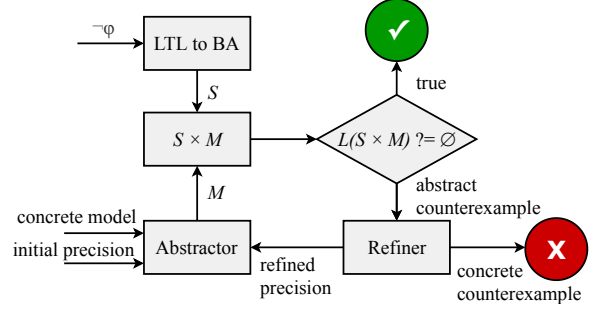 ¬φ
LTL to BA
✓
S
true
S × M
L(S × M) ?= ∅
M
abstract
counterexample
concrete model
initial precision
Abstractor
Refiner
X
refined
precision
concrete
counterexample